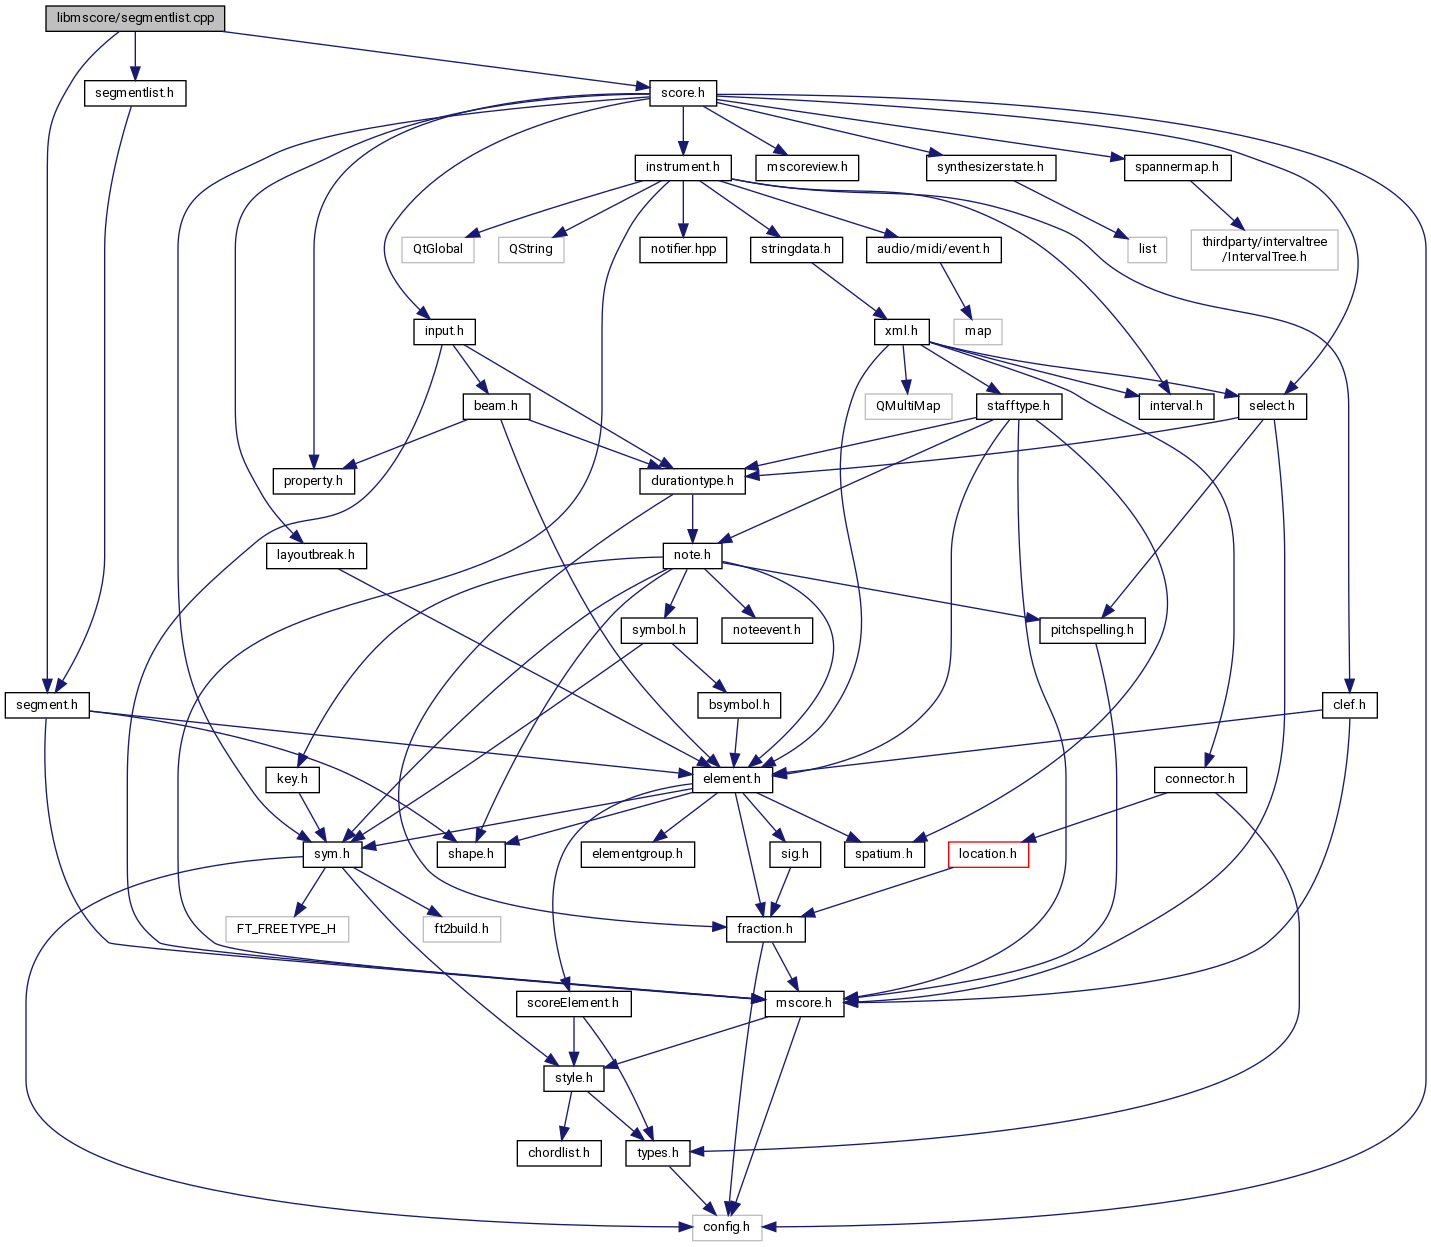 libmscore/segmentlist.cpp
segmentlist.h
score.h
instrument.h
mscoreview.h
synthesizerstate.h
spannermap.h
QtGlobal
QString
notifier.hpp
stringdata.h
audio/midi/event.h
list
thirdparty/intervaltree
/IntervalTree.h
input.h
xml.h
map
beam.h
QMultiMap
stafftype.h
interval.h
select.h
property.h
durationtype.h
layoutbreak.h
note.h
symbol.h
noteevent.h
pitchspelling.h
segment.h
bsymbol.h
clef.h
key.h
element.h
connector.h
sym.h
shape.h
elementgroup.h
sig.h
spatium.h
location.h
FT_FREETYPE_H
ft2build.h
fraction.h
scoreElement.h
mscore.h
style.h
chordlist.h
types.h
config.h